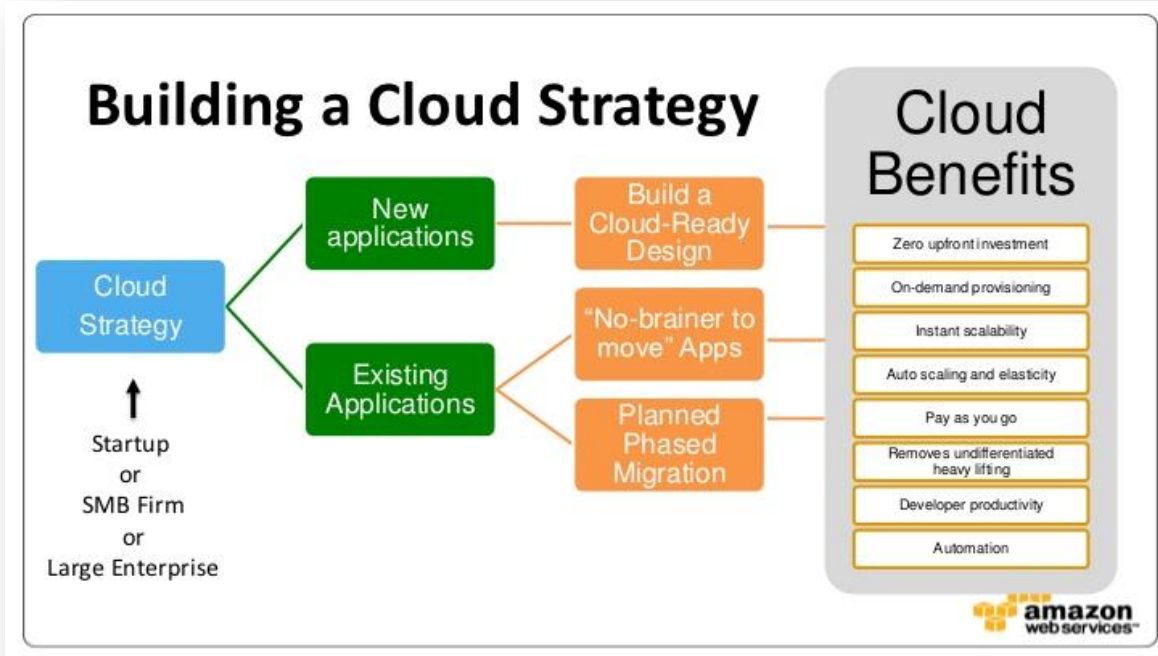 Building a Cloud Strategy
Cloud
Strategy
Startup
or
SMB Firm
or
Large Enterprise
New
applications
Existing
Applications
Build a
Cloud-Ready
Design
“No-brainer to
move” Apps
Planned
Phased
Migration
Cloud
Benefits
Zero upfront investment
On-demand provisioning
Instant scalability
Auto scaling and elasticity
Pay as you go
Removes undifferentiated
heavy lifting
Developer productivity
Automation
amazon
web services™